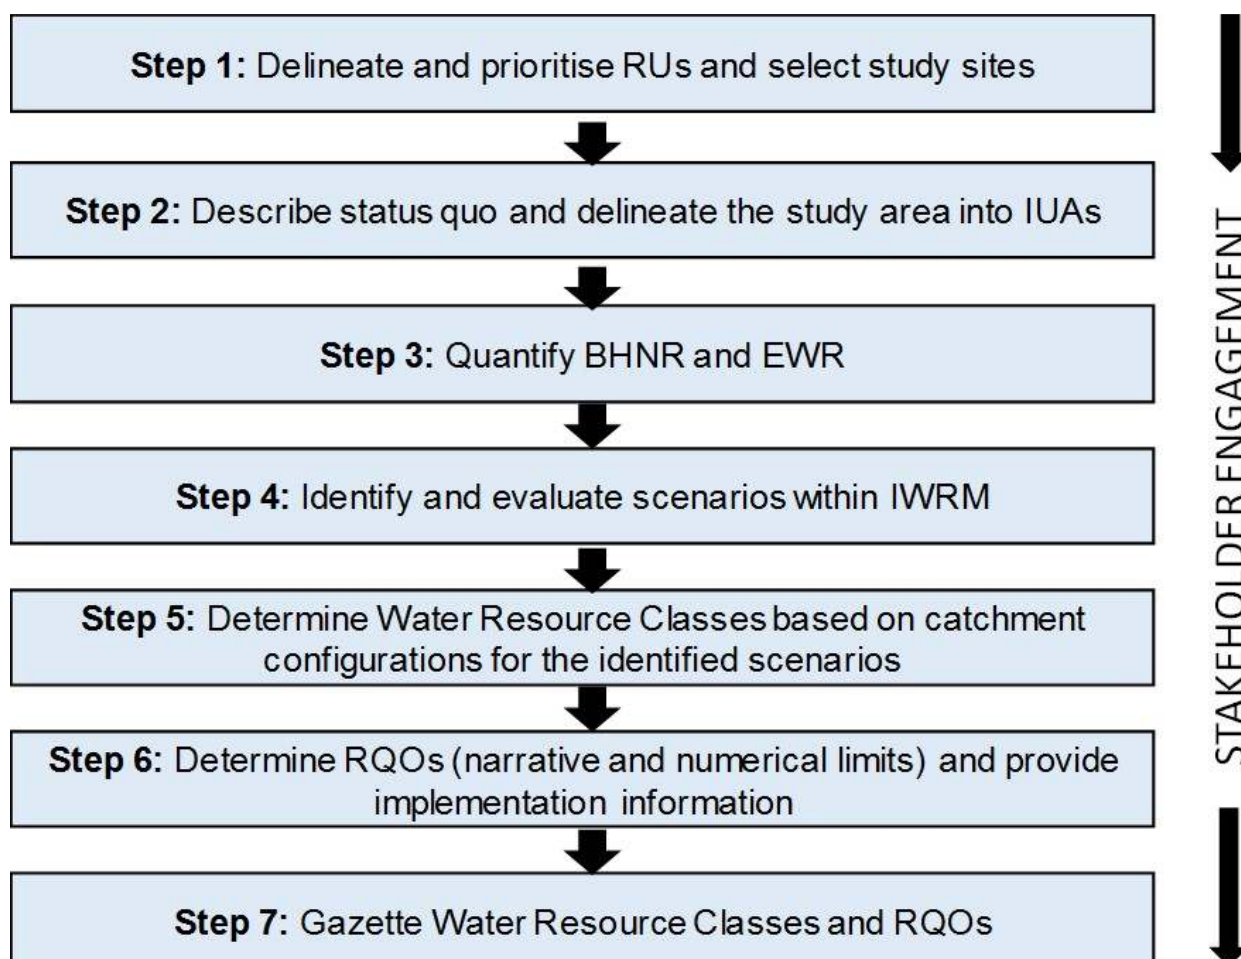 Step 1: Delineate and prioritise RUs and select study sites
Step 2: Describe status quo and delineate the study area into IUAs
Step 3: Quantify BHNR and EWR
Step 4: Identify and evaluate scenarios within IWRM
Step 5: Determine Water Resource Classes based on catchment
configurations for the identified scenarios
Step 6: Determine RQOs (narrative and numerical limits) and provide
implementation information
Step 7: Gazette Water Resource Classes and RQOs
STAKEHOLDER ENGAGEMENT